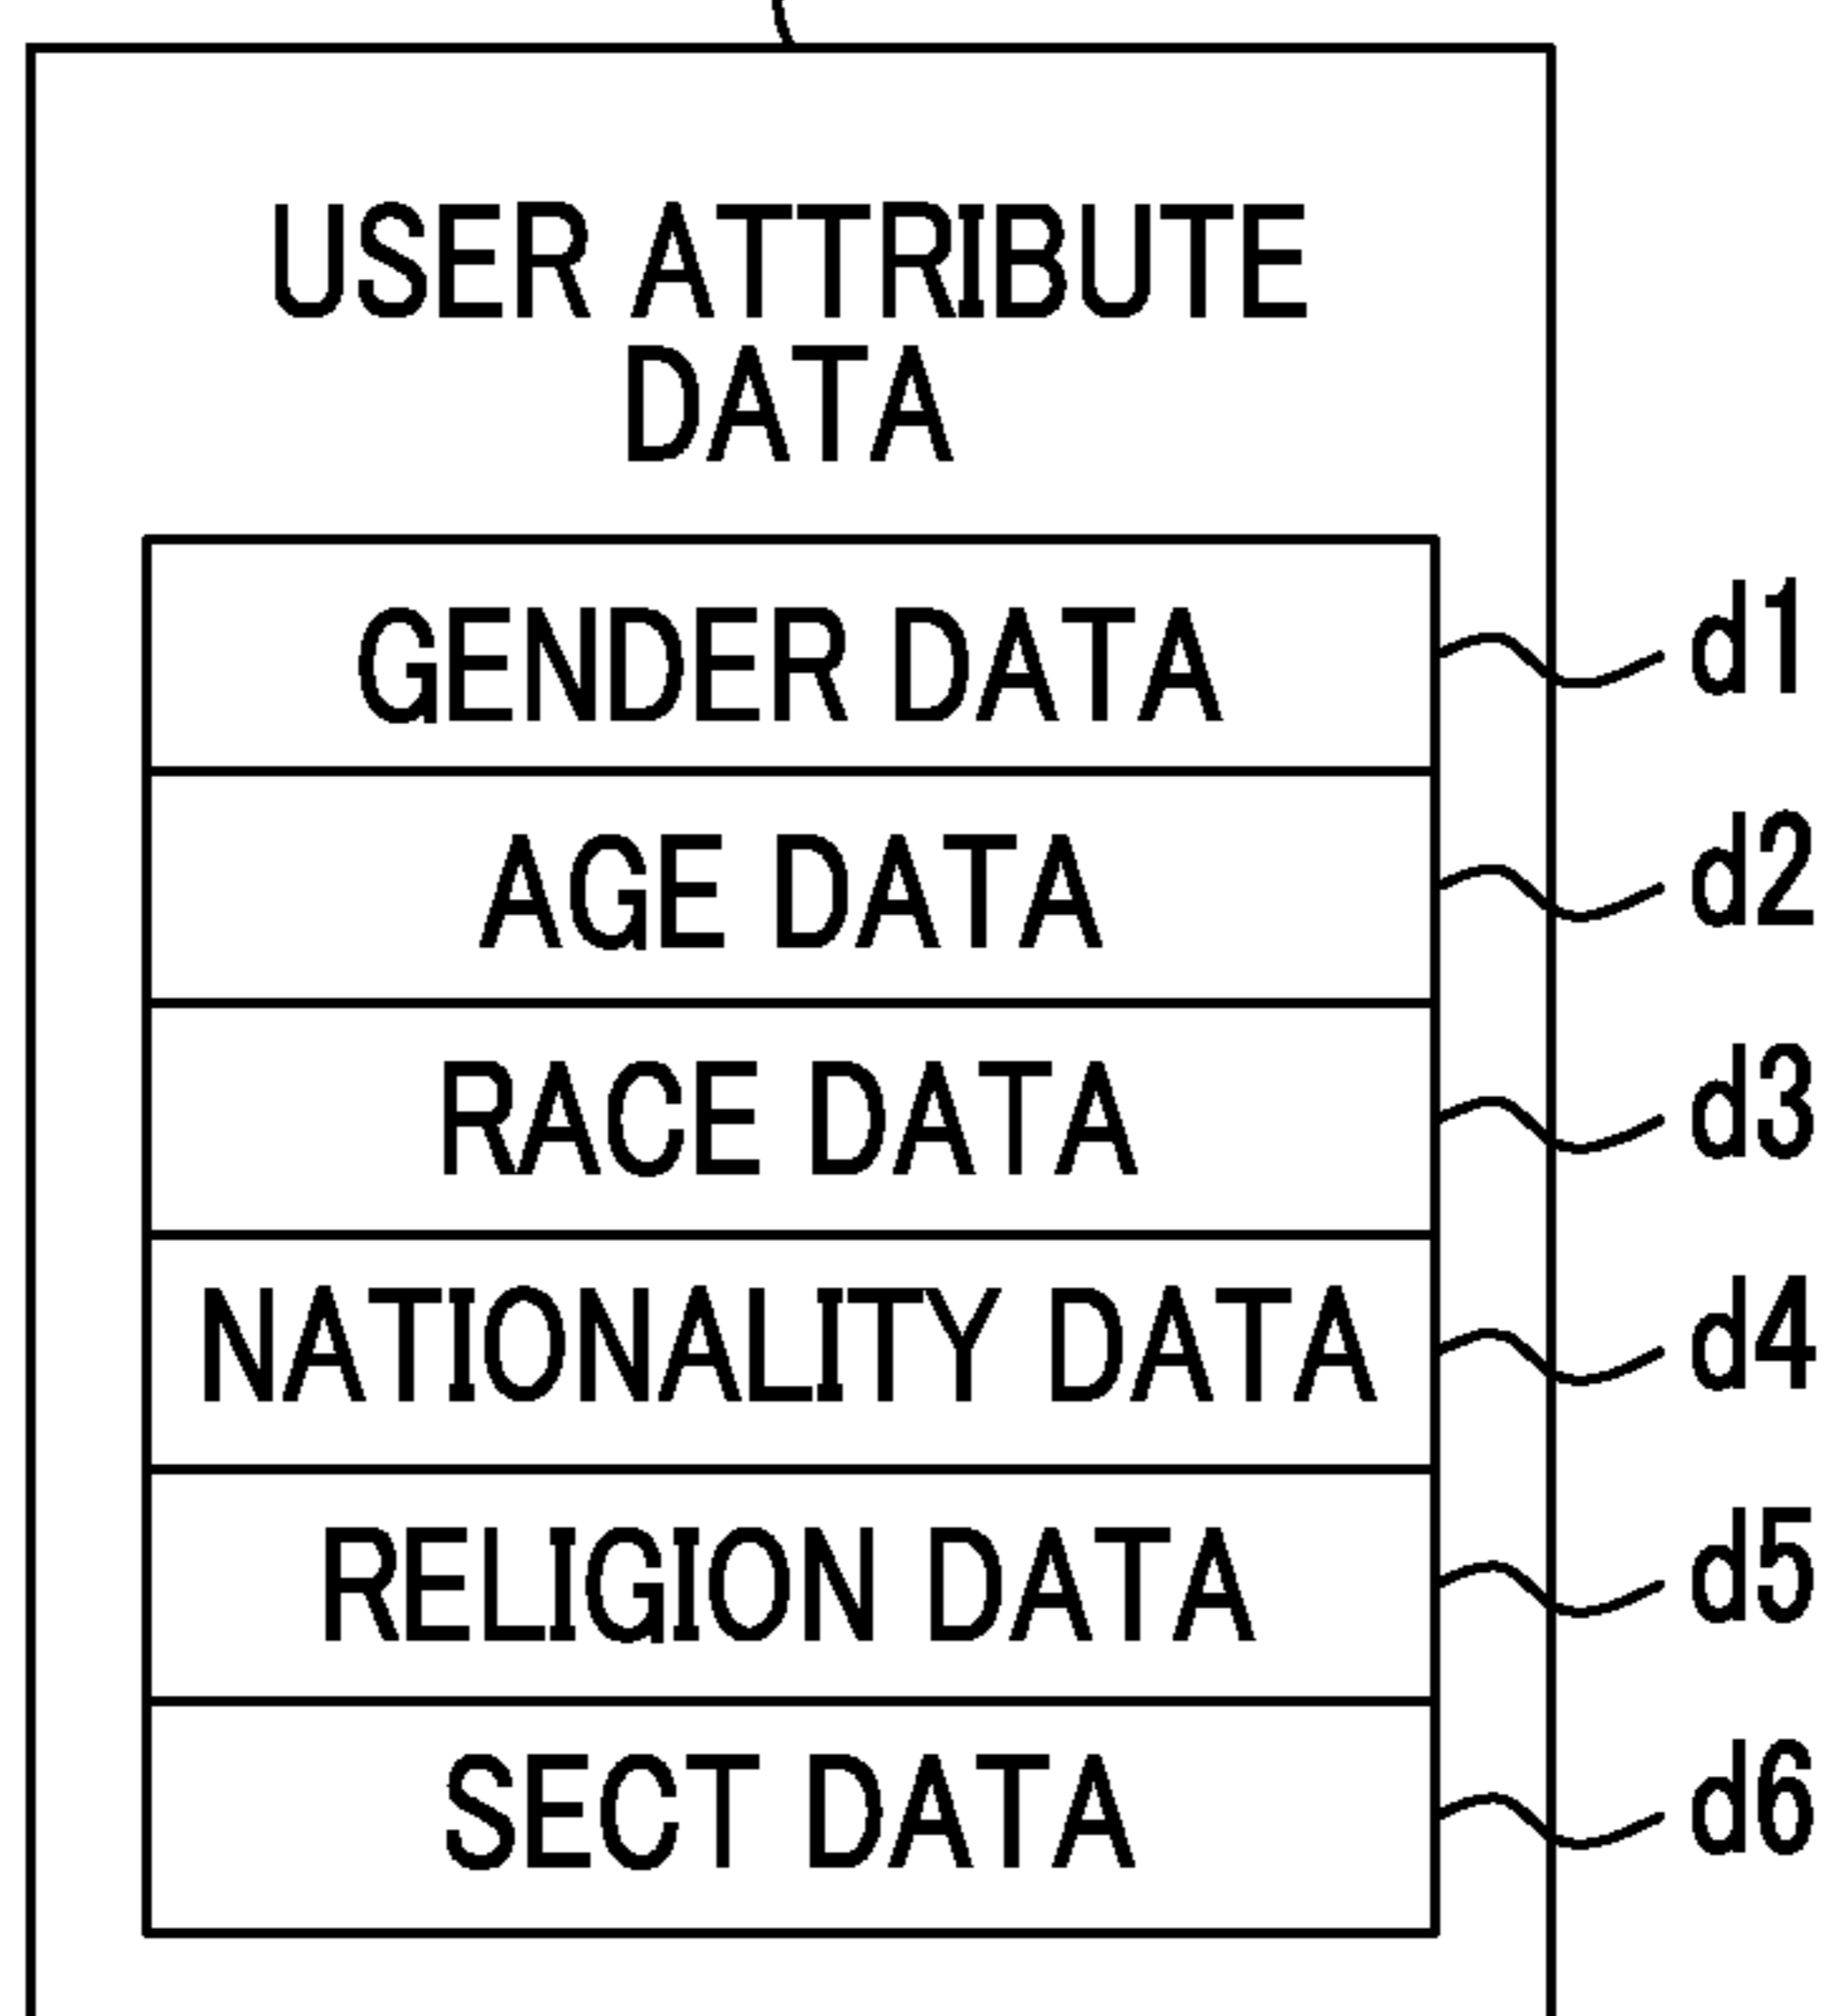 USER ATTRIBUTE
DATA
GENDER DATA d1
AGE DATA d2
RACE DATA d3
NATIONALITY DATA d4
RELIGION DATA d5
SECT DATA d6